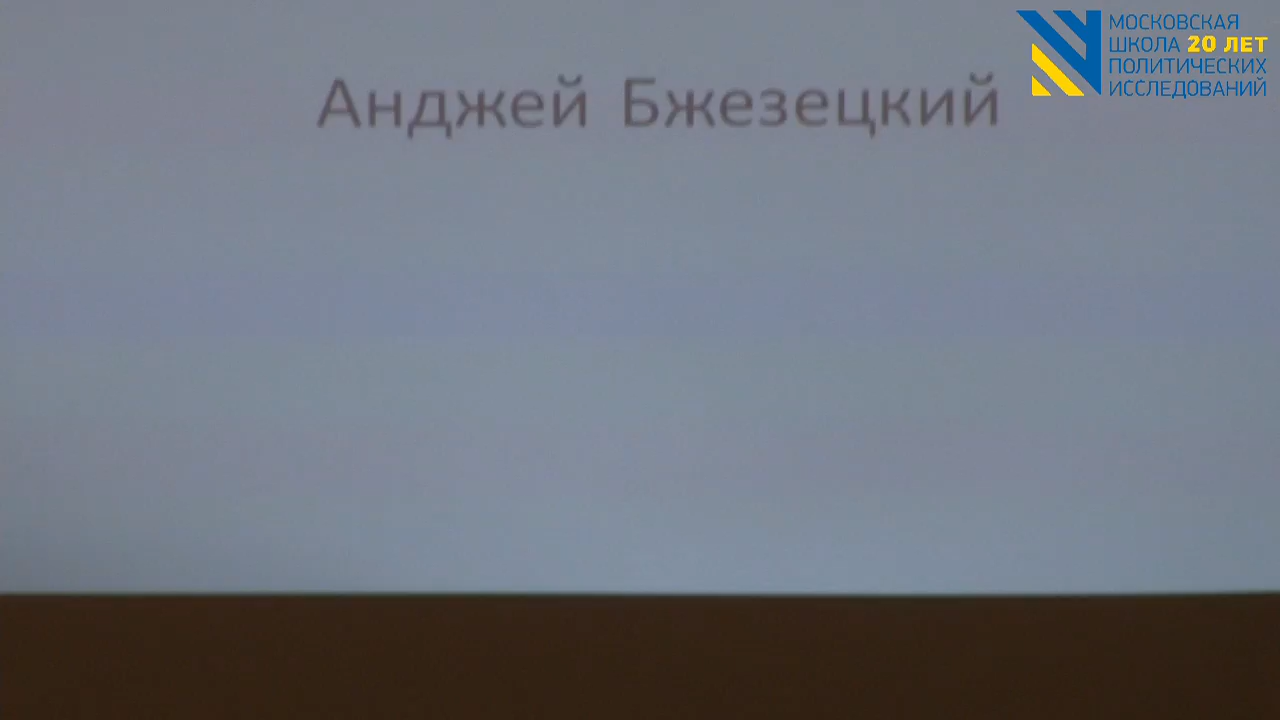 Анджей Бжезецкий
МОСКОВСКАЯ
ШКОЛА 20 ЛЕТ
ПОЛИТИЧЕСКИХ
ИССЛЕДОВАНИЙ